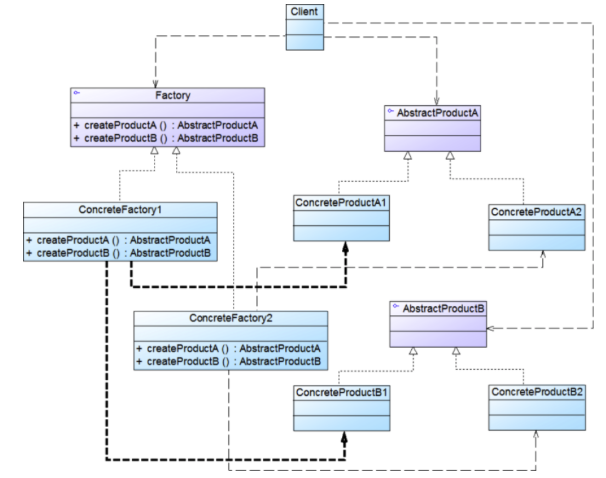 Client
Factory
+ createProductA () : AbstractProductA
+ createProductB () : AbstractProductB
AbstractProductA
ConcreteFactory1
+ createProductA () : AbstractProductA
+ createProductB () : AbstractProductB
ConcreteProductA1
ConcreteProductA2
ConcreteFactory2
+ createProductA () : AbstractProductA
+ createProductB () : AbstractProductB
AbstractProductB
ConcreteProductB1
ConcreteProductB2